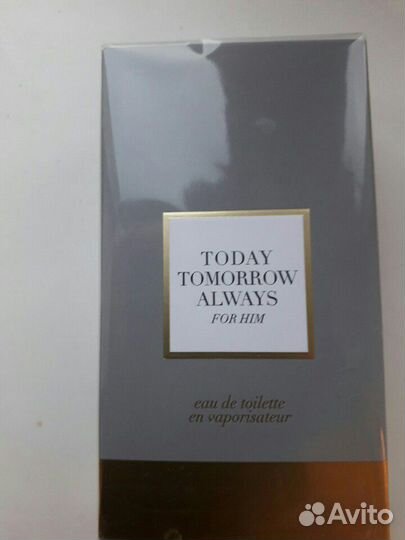 TODAY
TOMORROW
ALWAYS
FOR HIM
eau de toilette
en vaporisateur
Avito